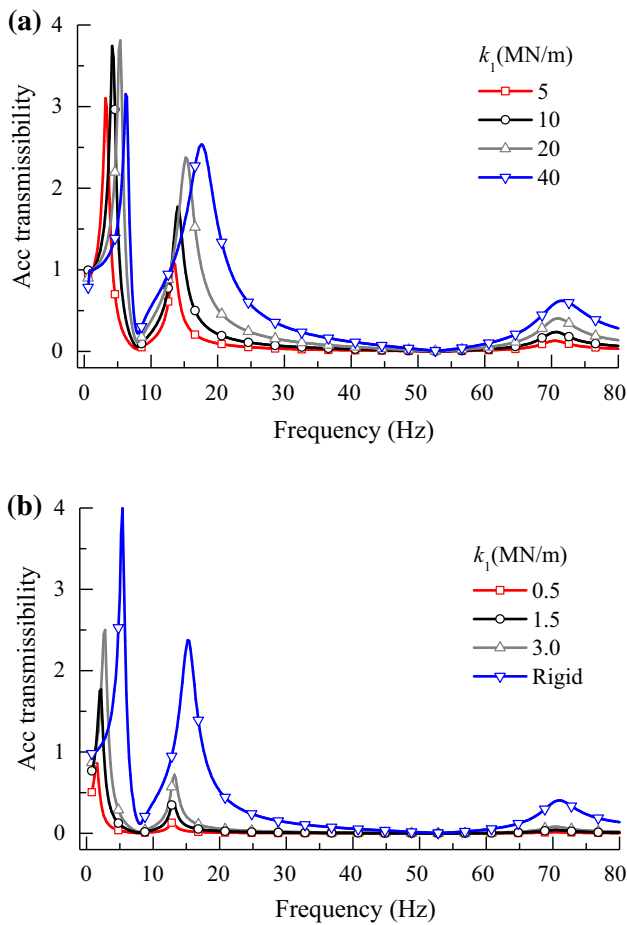 (a)
Acc transmissibility
4
3
2
1
0
k1(MN/m)
5
10
20
40
0 10 20 30 40 50 60 70 80
Frequency (Hz)
(b)
Acc transmissibility
4
3
2
1
0
k1(MN/m)
0.5
1.5
3.0
Rigid
0 10 20 30 40 50 60 70 80
Frequency (Hz)